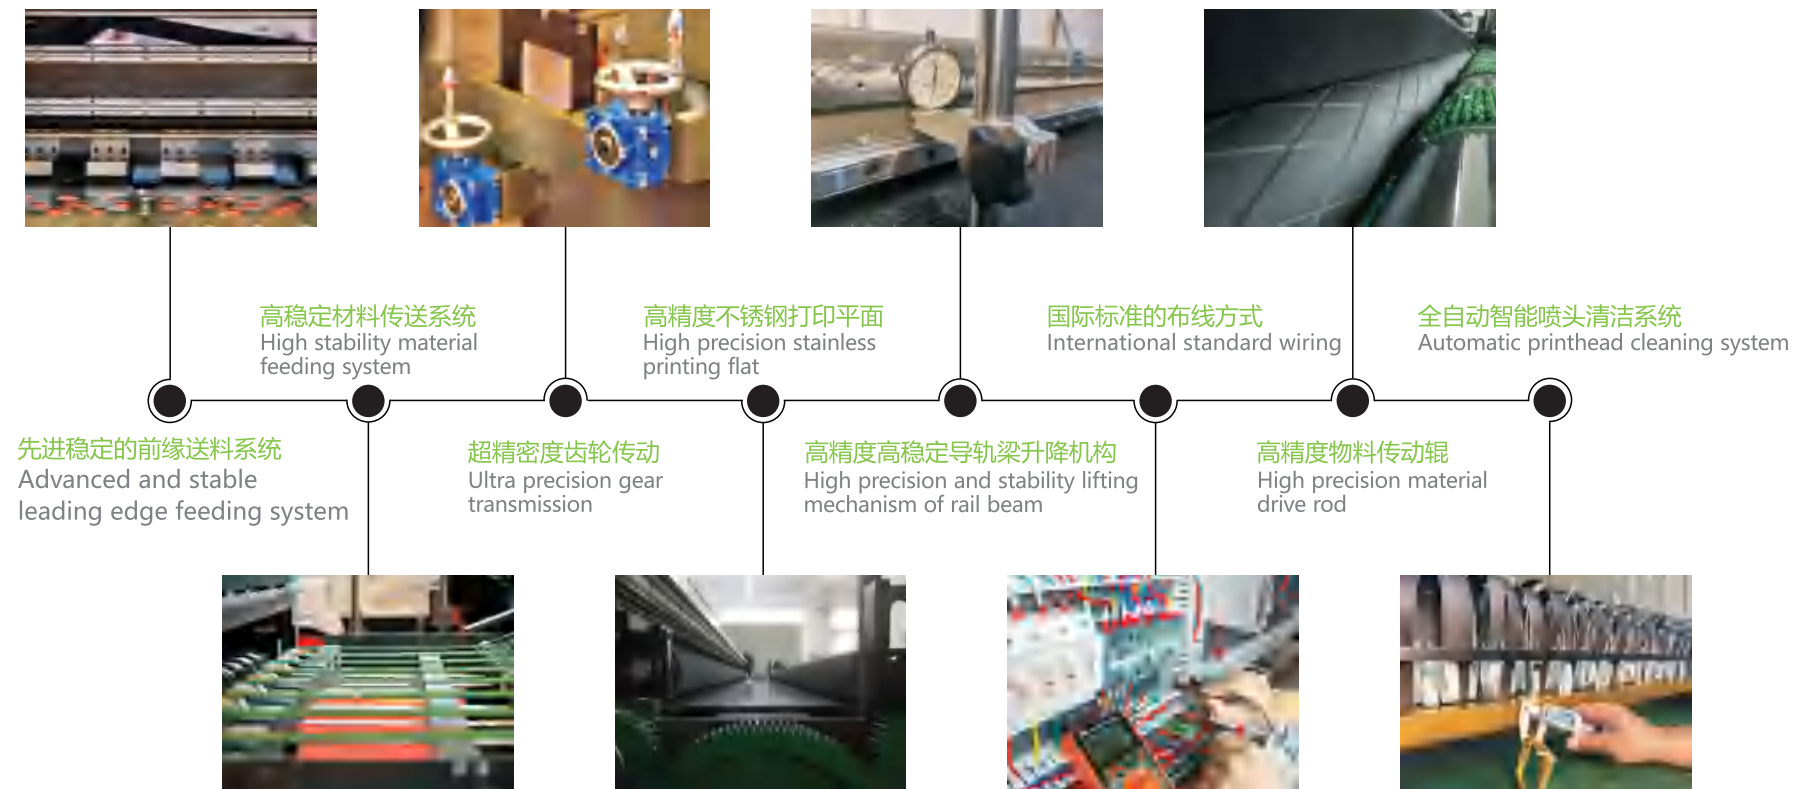 高稳定材料传送系统
High stability material
feeding system
高精度不锈钢打印平面
High precision stainless
printing flat
国际标准的布线方式
International standard wiring
全自动智能喷头清洁系统
Automatic printhead cleaning system
先进稳定的前缘送料系统
Advanced and stable
leading edge feeding system
超精密度齿轮传动
Ultra precision gear
transmission
高精度高稳定导轨梁升降机构
High precision and stability lifting
mechanism of rail beam
高精度物料传动辊
High precision material
drive rod